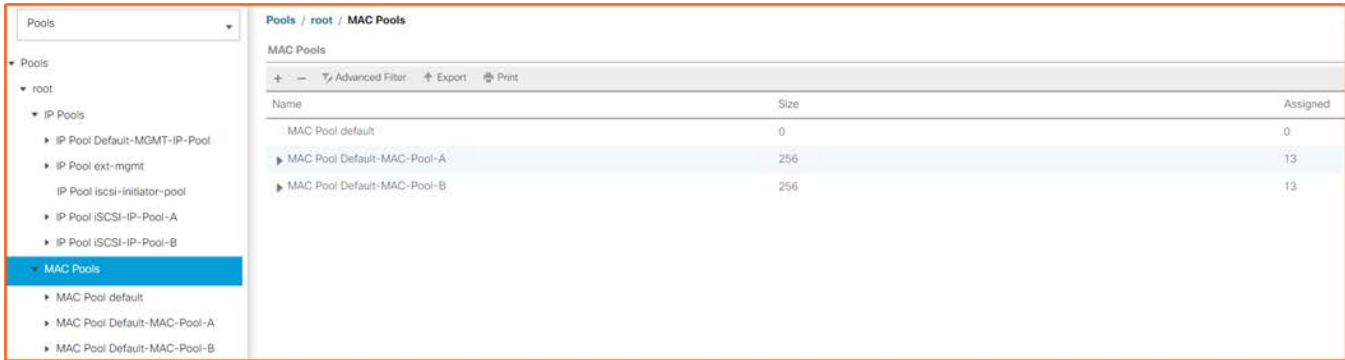 Pools
Pools
root
IP Pools
IP Pool Default-MGMT-IP-Pool
IP Pool ext-mgmt
IP Pool iscsi-initiator-pool
IP Pool iSCSI-IP-Pool-A
IP Pool iSCSI-IP-Pool-B
MAC Pools
MAC Pool default
MAC Pool Default-MAC-Pool-A
MAC Pool Default-MAC-Pool-B
Pools / root / MAC Pools
MAC Pools
+ − Advanced Filter Export Print
Name Size Assigned
MAC Pool default 0 0
MAC Pool Default-MAC-Pool-A 256 13
MAC Pool Default-MAC-Pool-B 256 13